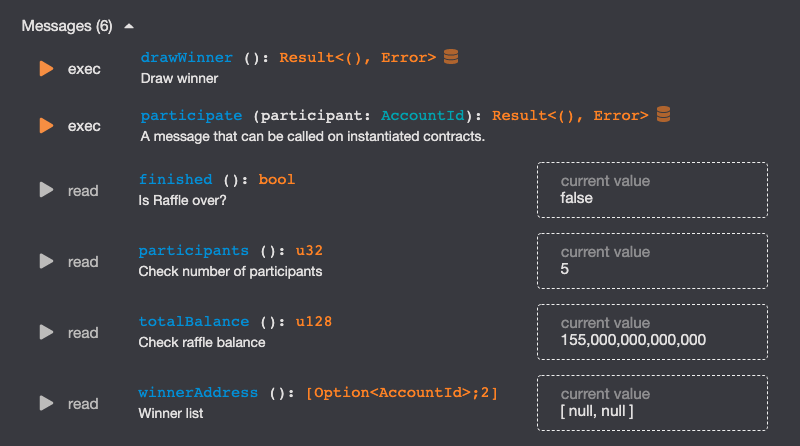 Messages (6)
exec drawWinner (): Result<(), Error>
Draw winner
exec participate (participant: AccountId): Result<(), Error>
A message that can be called on instantiated contracts.
read finished (): bool
Is Raffle over?
current value
false
read participants (): u32
Check number of participants
current value
5
read totalBalance (): u128
Check raffle balance
current value
155,000,000,000,000
read winnerAddress (): [Option<AccountId>;2]
Winner list
current value
[ null, null ]